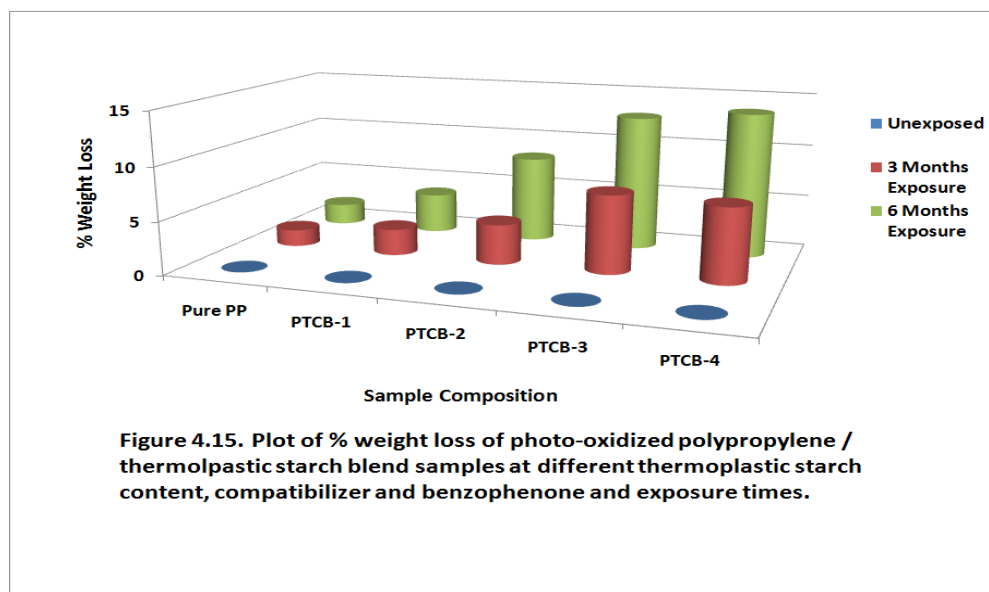 15
10
5
0
% Weight Loss
Pure PP
PTCB-1
PTCB-2
PTCB-3
PTCB-4
Sample Composition
Unexposed
3 Months
Exposure
6 Months
Exposure
Figure 4.15. Plot of % weight loss of photo-oxidized polypropylene /
thermolpastic starch blend samples at different thermoplastic starch
content, compatibilizer and benzophenone and exposure times.